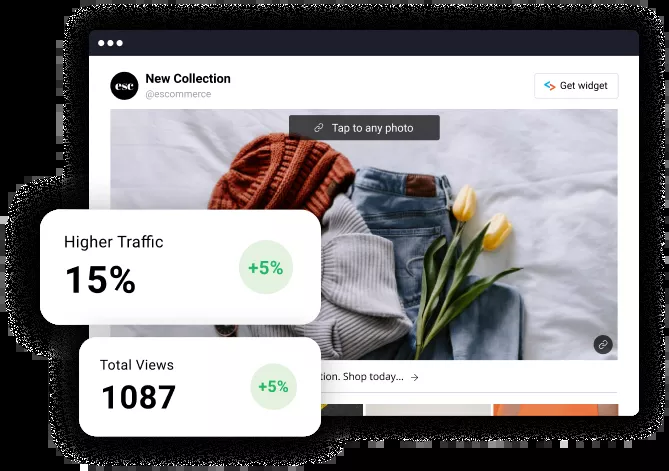 esc
New Collection
@escommerce
Get widget
Tap to any photo
Higher Traffic
15%
+5%
Total Views
1087
+5%
tion. Shop today... →